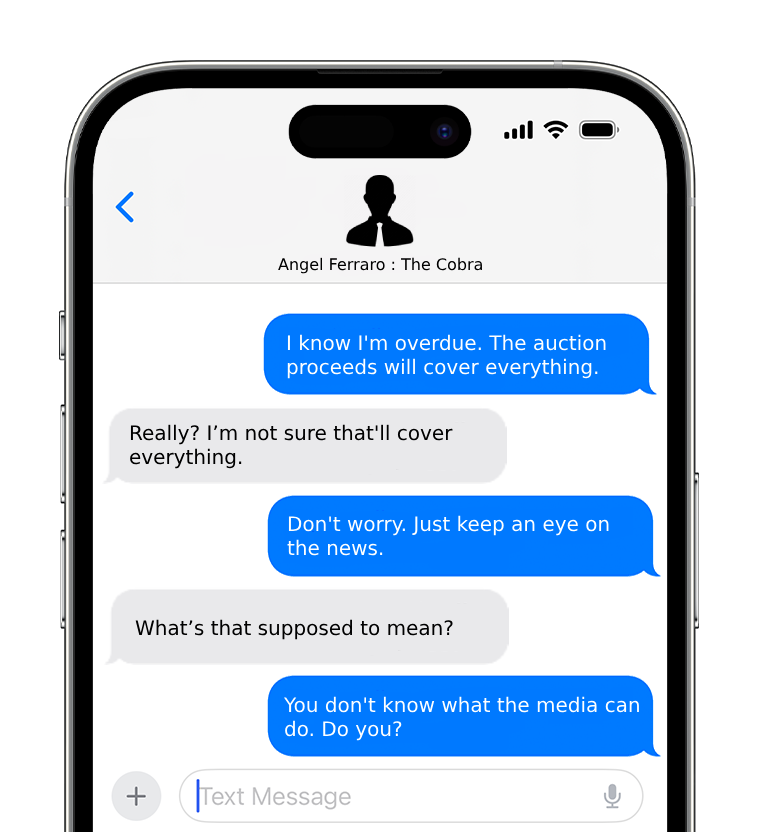 Angel Ferraro : The Cobra
I know I'm overdue. The auction
proceeds will cover everything.
Really? I’m not sure that'll cover
everything.
Don't worry. Just keep an eye on
the news.
What’s that supposed to mean?
You don't know what the media can
do. Do you?
Text Message